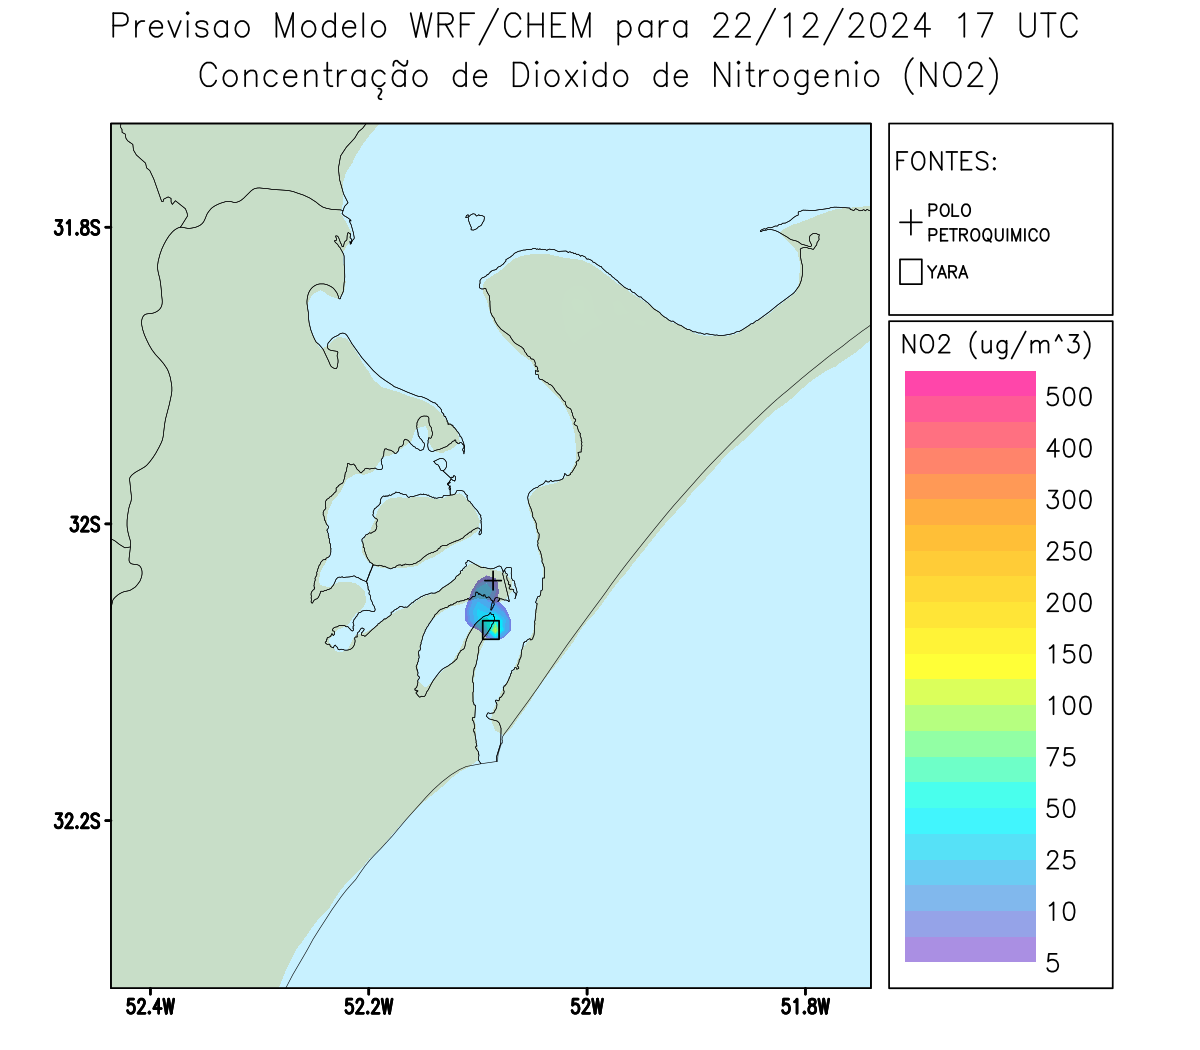 Previsao Modelo WRF/CHEM para 22/12/2024 17 UTC
Concentração de Dioxido de Nitrogenio (NO2)
FONTES:
POLO
PETROQUIMICO
YARA
NO2 (ug/m^3)
500
400
300
250
200
150
100
75
50
25
10
5
31.8S
32S
32.2S
52.4W
52.2W
52W
51.8W